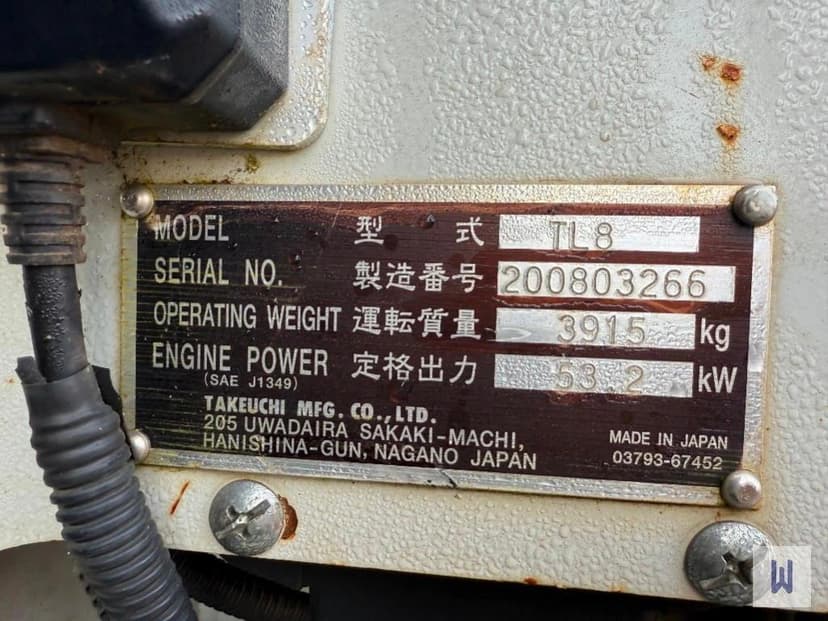 MODEL 型式 TL8
SERIAL NO. 製造番号 200803266
OPERATING WEIGHT 運転質量 3915 kg
ENGINE POWER 定格出力 53.2 kW
(SAE J1349)
TAKEUCHI MFG. CO., LTD.
205 UWADAIRA, SAKAKI-MACHI,
HANISHINA-GUN, NAGANO JAPAN
MADE IN JAPAN
03793-67452
W